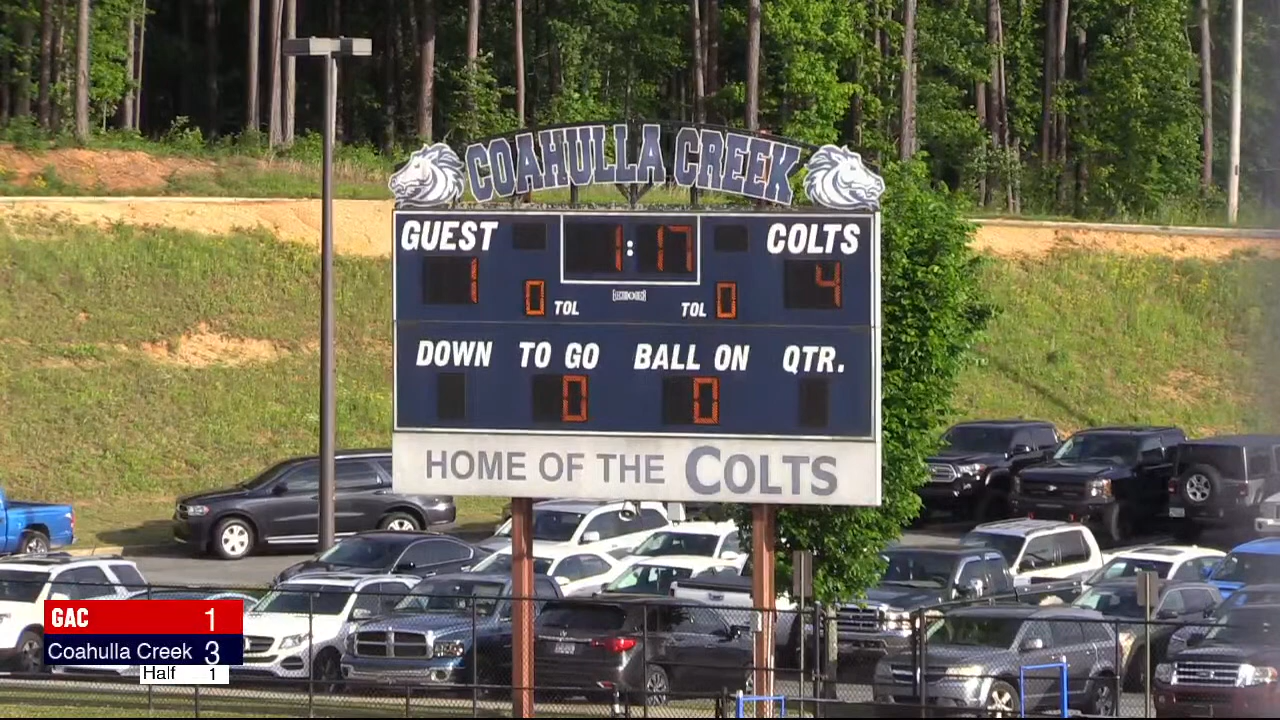 COAHULLA CREEK
GUEST 1:17 COLTS
1 0 TOL TOL 0 4
DOWN TO GO BALL ON QTR.
0 0
HOME OF THE COLTS
GAC 1
Coahulla Creek 3
Half 1